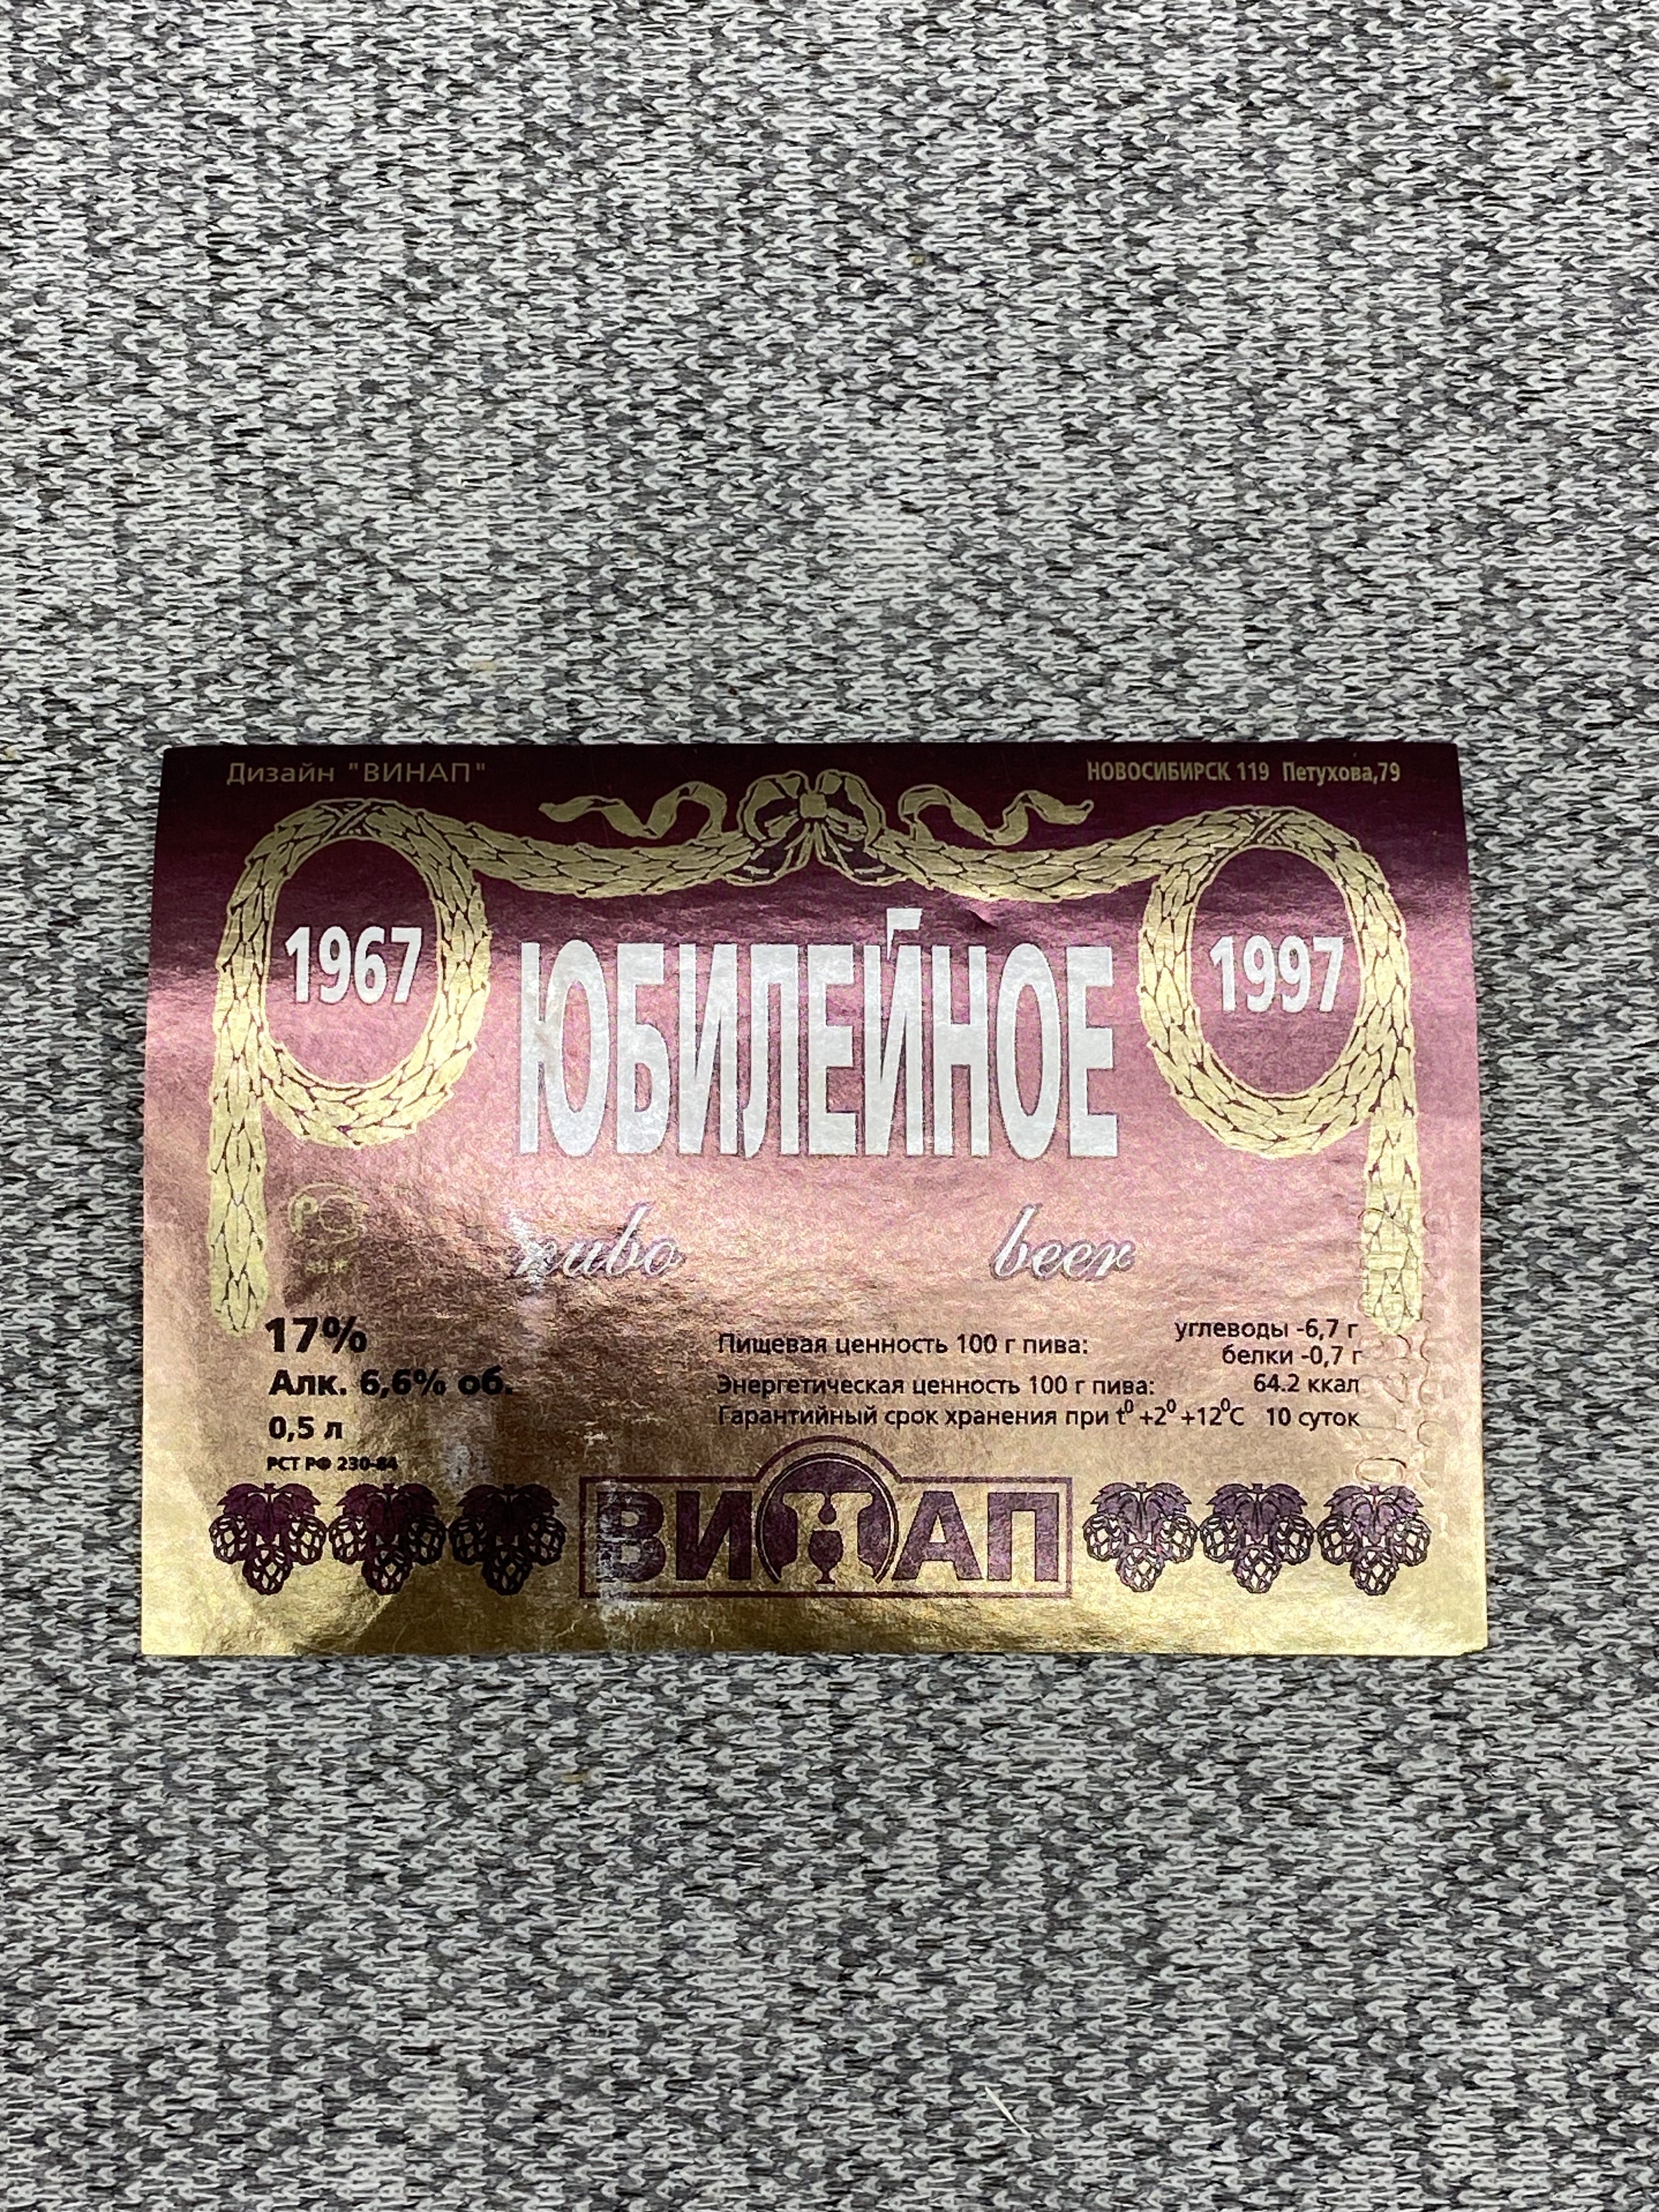 Дизайн "ВИНАП"
НОВОСИБИРСК 119 Петухова,79
1967
ЮБИЛЕЙНОЕ
1997
пиво beer
17%
Алк. 6,6% об.
0,5 л
РСТ РФ 230-84
Пищевая ценность 100 г пива: углеводы -6,7 г
белки -0,7 г
Энергетическая ценность 100 г пива: 64.2 ккал
Гарантийный срок хранения при t⁰ +2⁰ +12⁰С 10 суток
ВИНАП